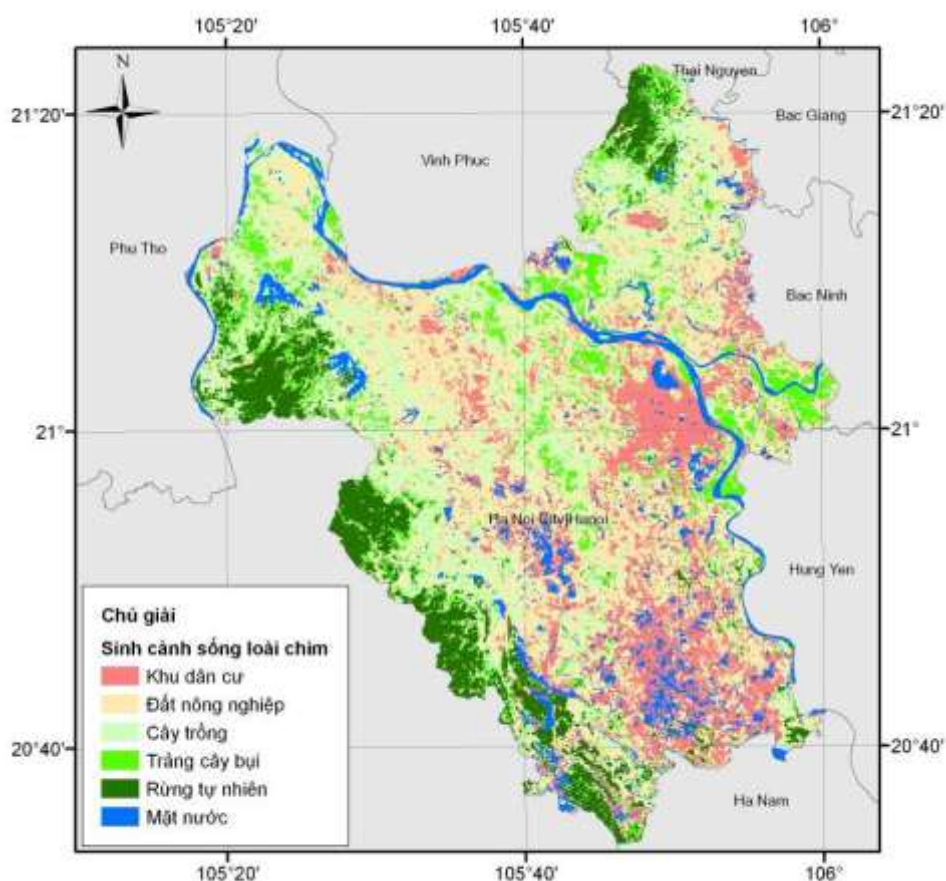 105°20' 105°40' 106°
N
Thai Nguyen
21°20' 21°20'
Bac Giang
Vinh Phuc
Phu Tho
Bac Ninh
21° 21°
Ha Noi City|Hanoi
Hung Yen
Chú giải
Sinh cảnh sống loài chim
Khu dân cư
Đất nông nghiệp
Cây trồng
Trảng cây bụi
Rừng tự nhiên
Mặt nước
20°40' 20°40'
Ha Nam
105°20' 105°40' 106°